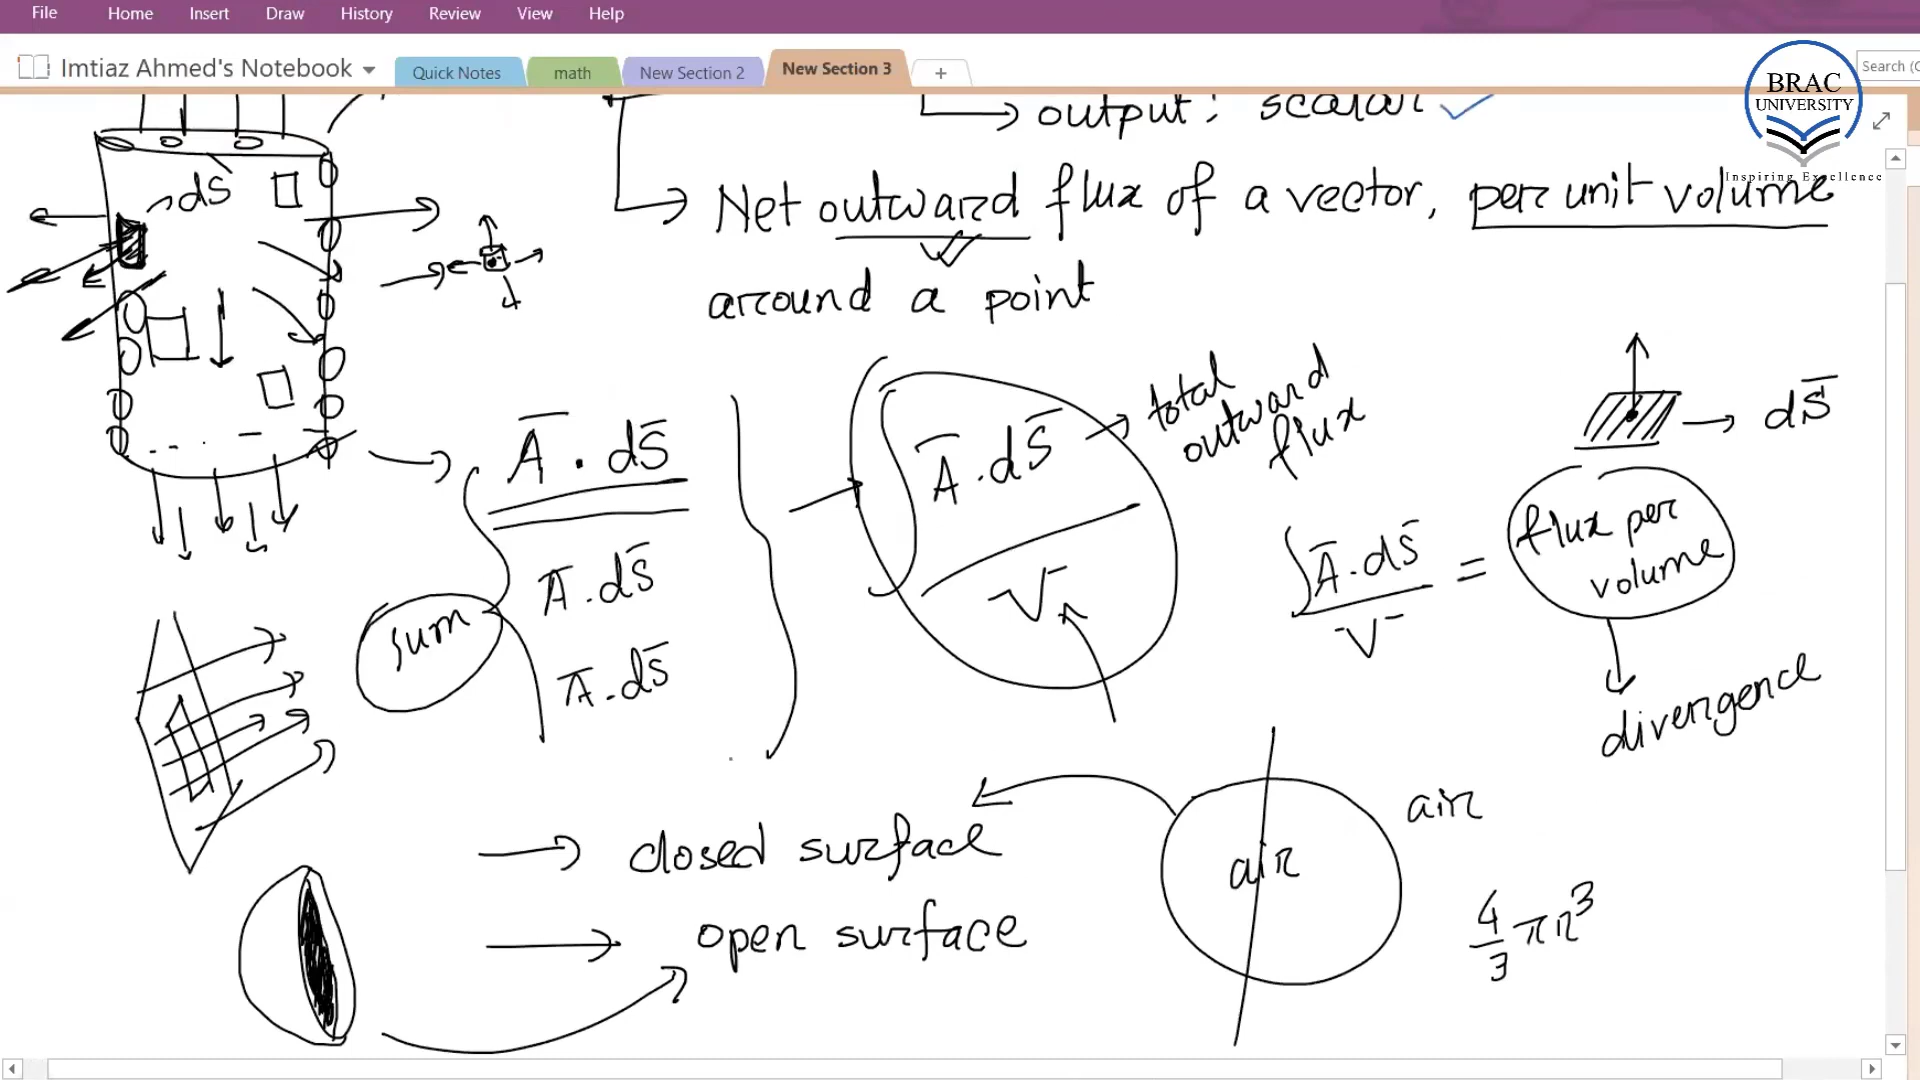 File Home Insert Draw History Review View Help
Imtiaz Ahmed's Notebook Quick Notes math New Section 2 New Section 3 +
BRAC
UNIVERSITY
Inspiring Excellence
output : scalar
dS
Net outward flux of a vector, per unit volume
around a point
A̅ . dS̅
A̅ . dS̅
A̅ . dS̅
sum
A̅ . dS̅
V
total
outward
flux
dS̅
∫ A̅ . dS̅
V
=
flux per
volume
divergence
closed surface
open surface
air
air
4/3 πr³